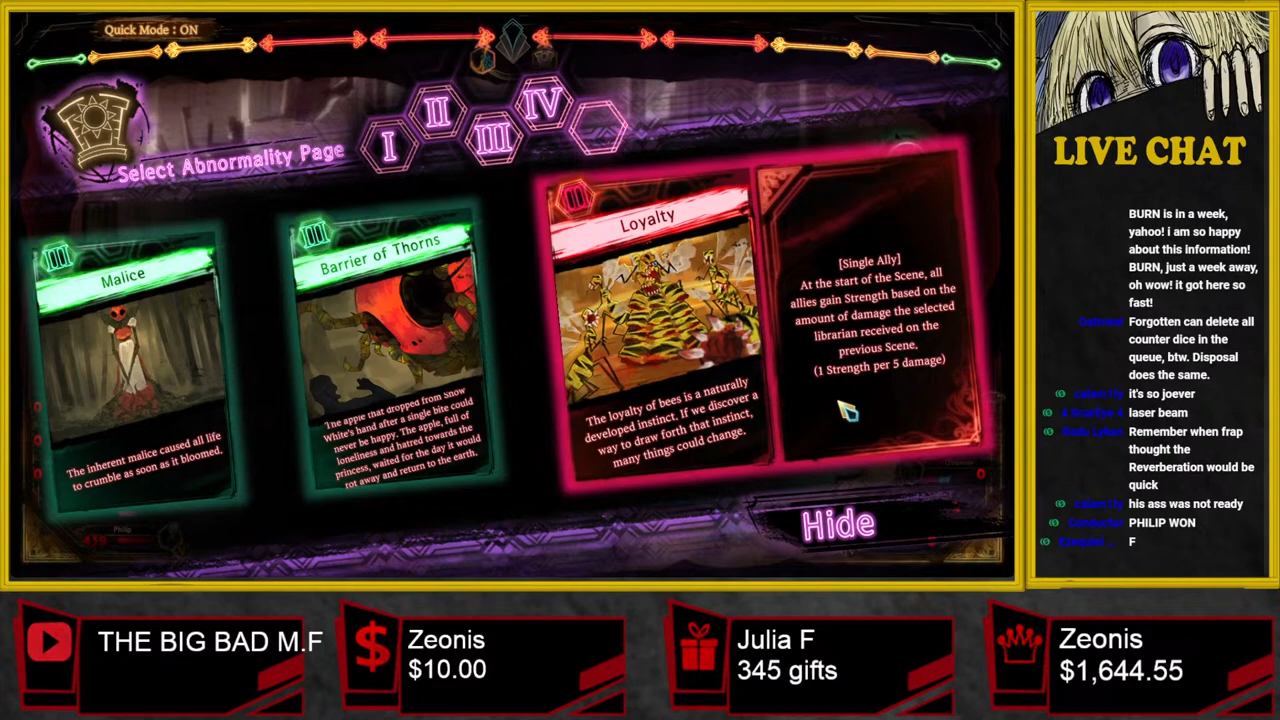 Quick Mode : ON
I
II
III
IV
Select Abnormality Page
III
Malice
The inherent malice caused all life
to crumble as soon as it bloomed.
III
Barrier of Thorns
The apple that dropped from Snow
White's hand after a single bite could
never be happy. The apple, full of
loneliness and hatred towards the
princess, waited for the day it would
rot away and return to the earth.
III
Loyalty
The loyalty of bees is a naturally
developed instinct. If we discover a
way to draw forth that instinct,
many things could change.
[Single Ally]
At the start of the Scene, all
allies gain Strength based on the
amount of damage the selected
librarian received on the
previous Scene.
(1 Strength per 5 damage)
Hide
Philip
LIVE CHAT
BURN is in a week,
yahoo! i am so happy
about this information!
BURN, just a week away,
oh wow! it got here so
fast!
Forgotten can delete all
counter dice in the
queue, btw. Disposal
does the same.
it's so joever
laser beam
Remember when frap
thought the
Reverberation would be
quick
his ass was not ready
Conductor PHILIP WON
F
THE BIG BAD M.F
Zeonis
$10.00
Julia F
345 gifts
Zeonis
$1,644.55